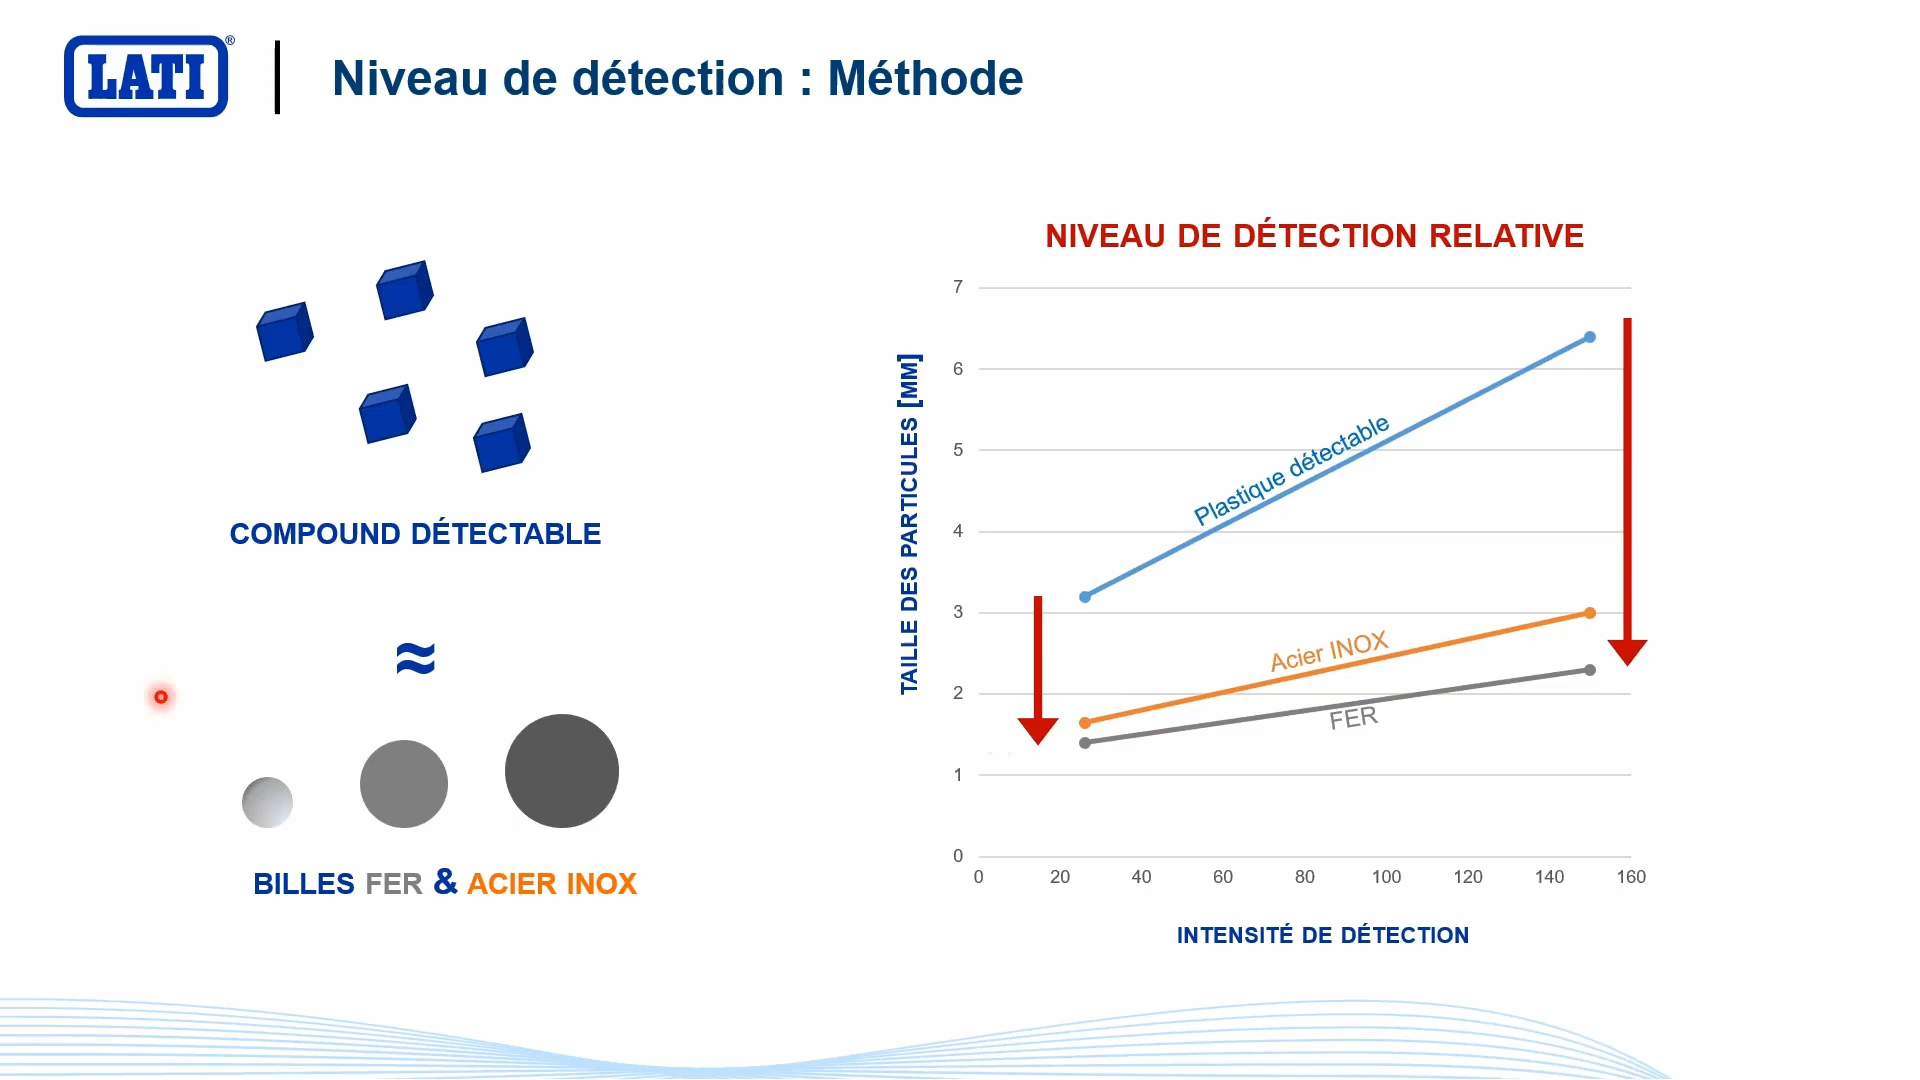 LATI ®
Niveau de détection : Méthode
COMPOUND DÉTECTABLE
≈
BILLES FER & ACIER INOX
NIVEAU DE DÉTECTION RELATIVE
TAILLE DES PARTICULES [MM]
7
6
5
4
3
2
1
0
Plastique détectable
Acier INOX
FER
0 20 40 60 80 100 120 140 160
INTENSITÉ DE DÉTECTION